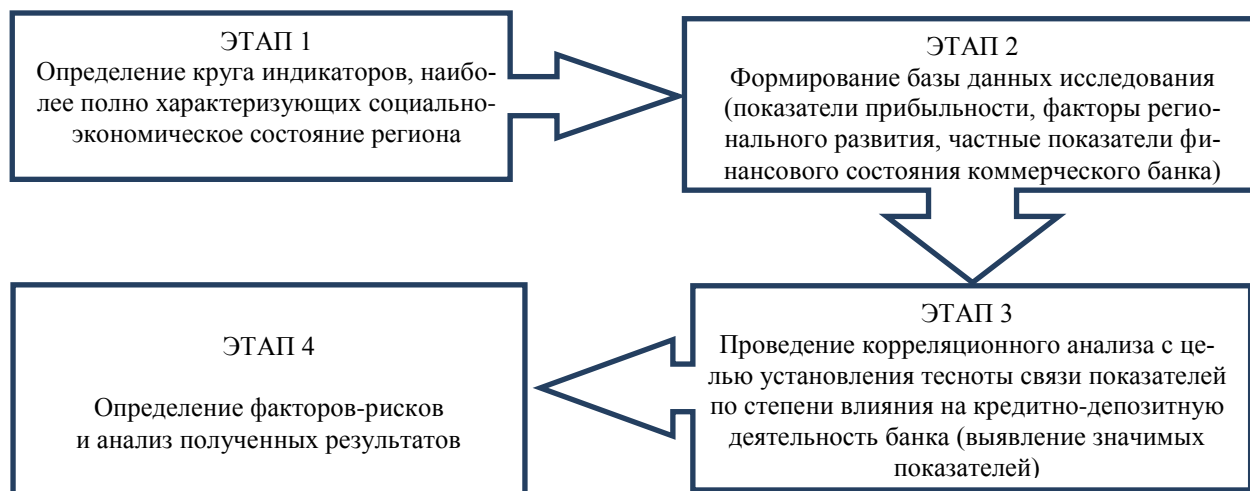 ЭТАП 1
Определение круга индикаторов, наибо-
лее полно характеризующих социально-
экономическое состояние региона
ЭТАП 2
Формирование базы данных исследования
(показатели прибыльности, факторы регио-
нального развития, частные показатели фи-
нансового состояния коммерческого банка)
ЭТАП 3
Проведение корреляционного анализа с це-
лью установления тесноты связи показателей
по степени влияния на кредитно-депозитную
деятельность банка (выявление значимых
показателей)
ЭТАП 4
Определение факторов-рисков
и анализ полученных результатов